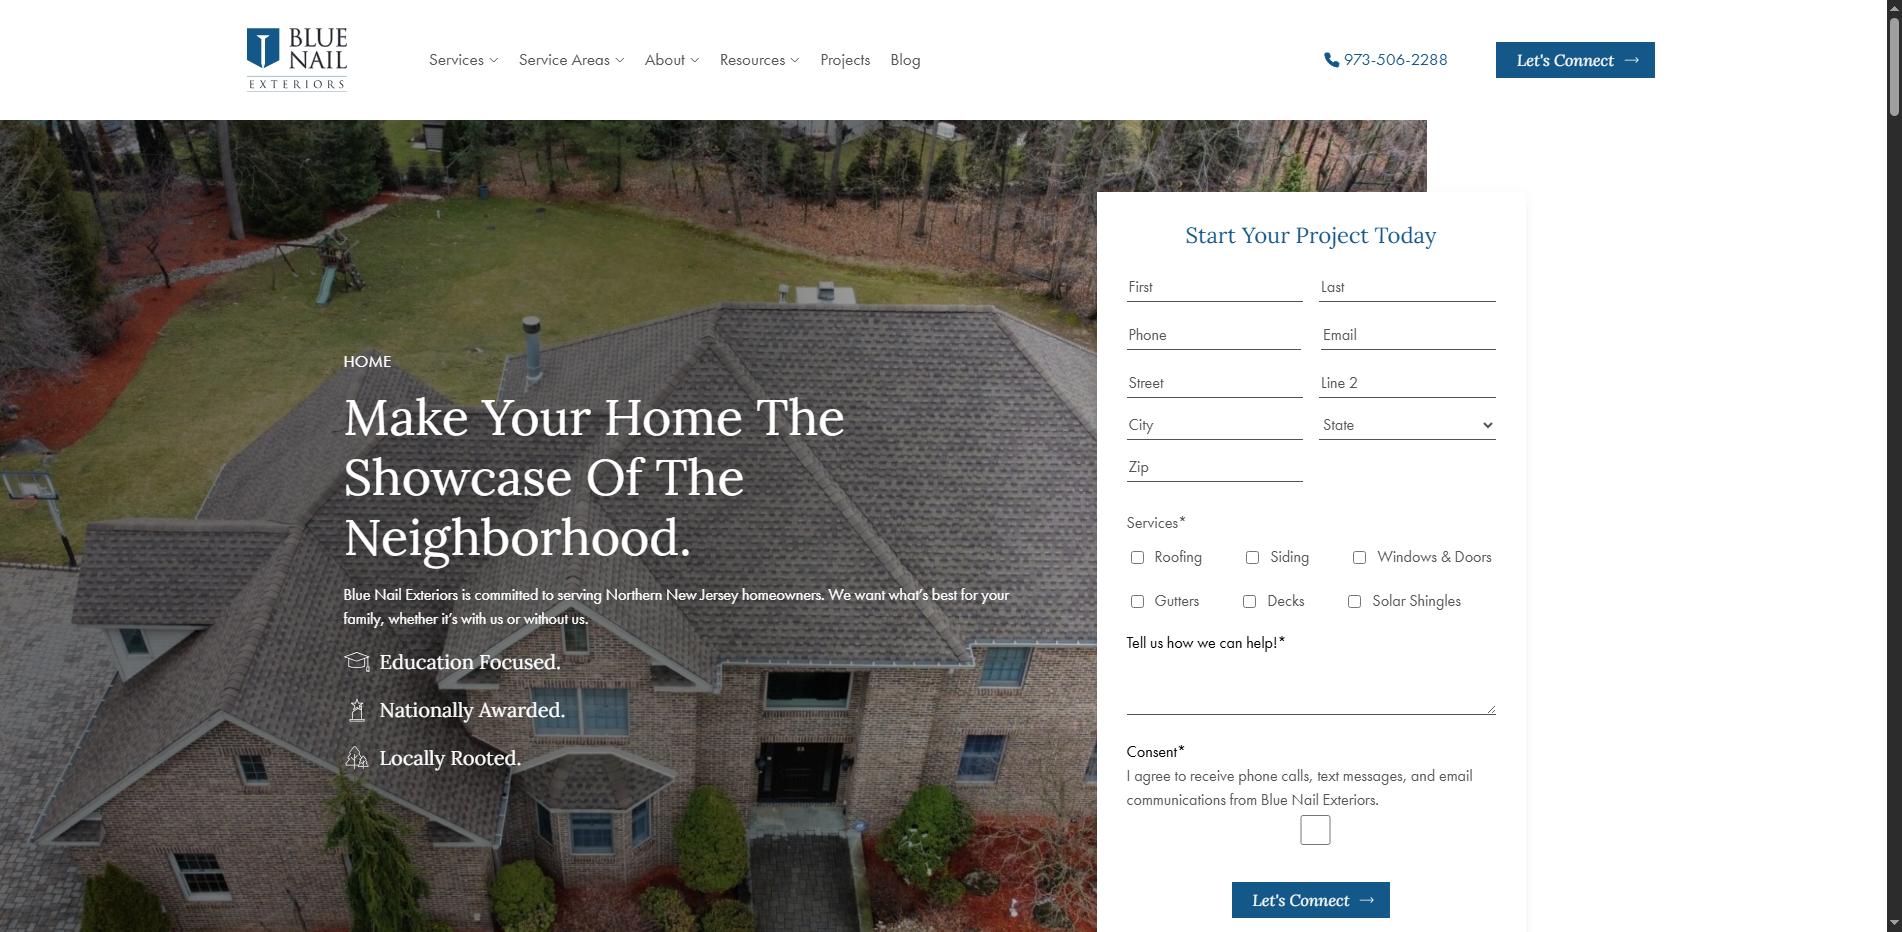 BLUE
NAIL
EXTERIORS
Services
Service Areas
About
Resources
Projects
Blog
973-506-2288
Let's Connect
HOME
Make Your Home The
Showcase Of The
Neighborhood.
Blue Nail Exteriors is committed to serving Northern New Jersey homeowners. We want what's best for your
family, whether it's with us or without us.
Education Focused.
Nationally Awarded.
Locally Rooted.
Start Your Project Today
First
Last
Phone
Email
Street
Line 2
City
State
Zip
Services*
Roofing
Siding
Windows & Doors
Gutters
Decks
Solar Shingles
Tell us how we can help!*
Consent*
I agree to receive phone calls, text messages, and email
communications from Blue Nail Exteriors.
Let's Connect